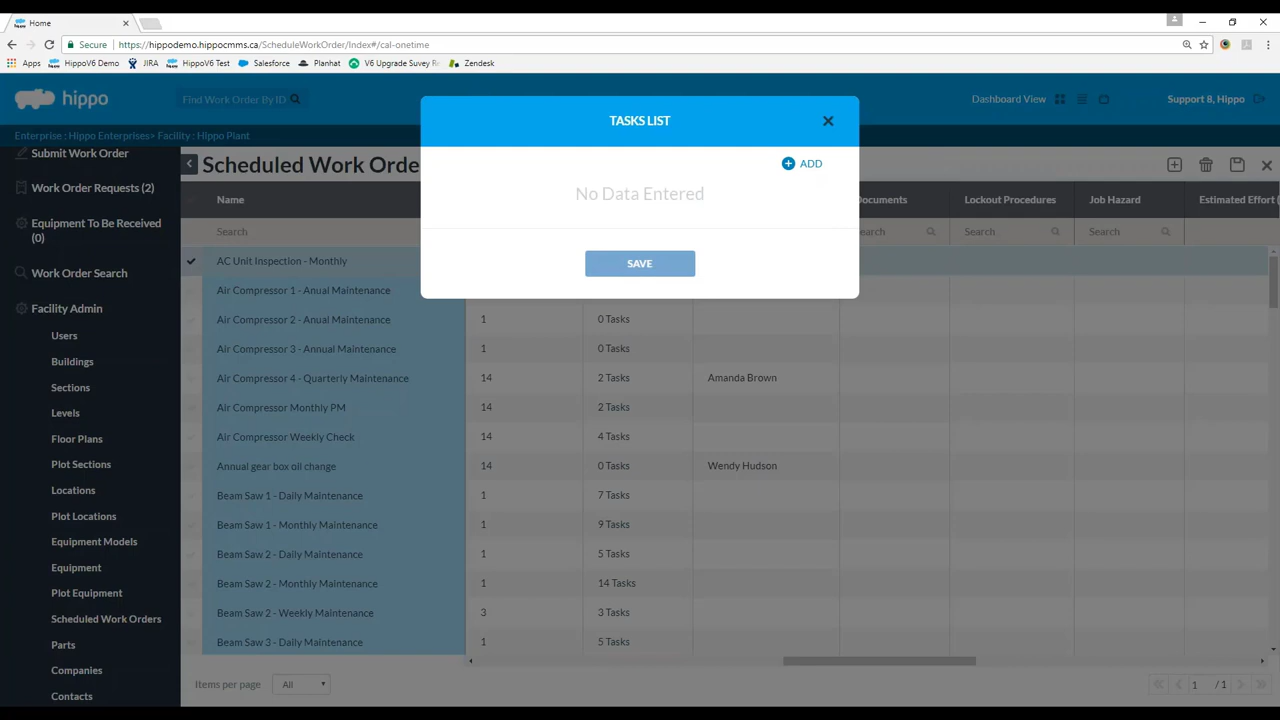 Home
Secure
https://hippodemo.hippocmms.ca/ScheduleWorkOrder/Index#/cal-onetime
Apps
HippoV6 Demo
JIRA
HippoV6 Test
Salesforce
Planhat
V6 Upgrade Suvey Re
Zendesk
hippo
Find Work Order By ID
Dashboard View
Support 8, Hippo
Enterprise : Hippo Enterprises> Facility : Hippo Plant
TASKS LIST
ADD
No Data Entered
SAVE
Submit Work Order
Work Order Requests (2)
Equipment To Be Received
(0)
Work Order Search
Facility Admin
Users
Buildings
Sections
Levels
Floor Plans
Plot Sections
Locations
Plot Locations
Equipment Models
Equipment
Plot Equipment
Scheduled Work Orders
Parts
Companies
Contacts
Scheduled Work Orde
Name ocuments Lockout Procedures Job Hazard Estimated Effort (
Search earch Search Search
AC Unit Inspection - Monthly
Air Compressor 1 - Anual Maintenance
Air Compressor 2 - Anual Maintenance 1 0 Tasks
Air Compressor 3 - Annual Maintenance 1 0 Tasks
Air Compressor 4 - Quarterly Maintenance 14 2 Tasks Amanda Brown
Air Compressor Monthly PM 14 2 Tasks
Air Compressor Weekly Check 14 4 Tasks
Annual gear box oil change 14 0 Tasks Wendy Hudson
Beam Saw 1 - Daily Maintenance 1 7 Tasks
Beam Saw 1 - Monthly Maintenance 1 9 Tasks
Beam Saw 2 - Daily Maintenance 1 5 Tasks
Beam Saw 2 - Monthly Maintenance 1 14 Tasks
Beam Saw 2 - Weekly Maintenance 3 3 Tasks
Beam Saw 3 - Daily Maintenance 1 5 Tasks
Items per page All 1 / 1